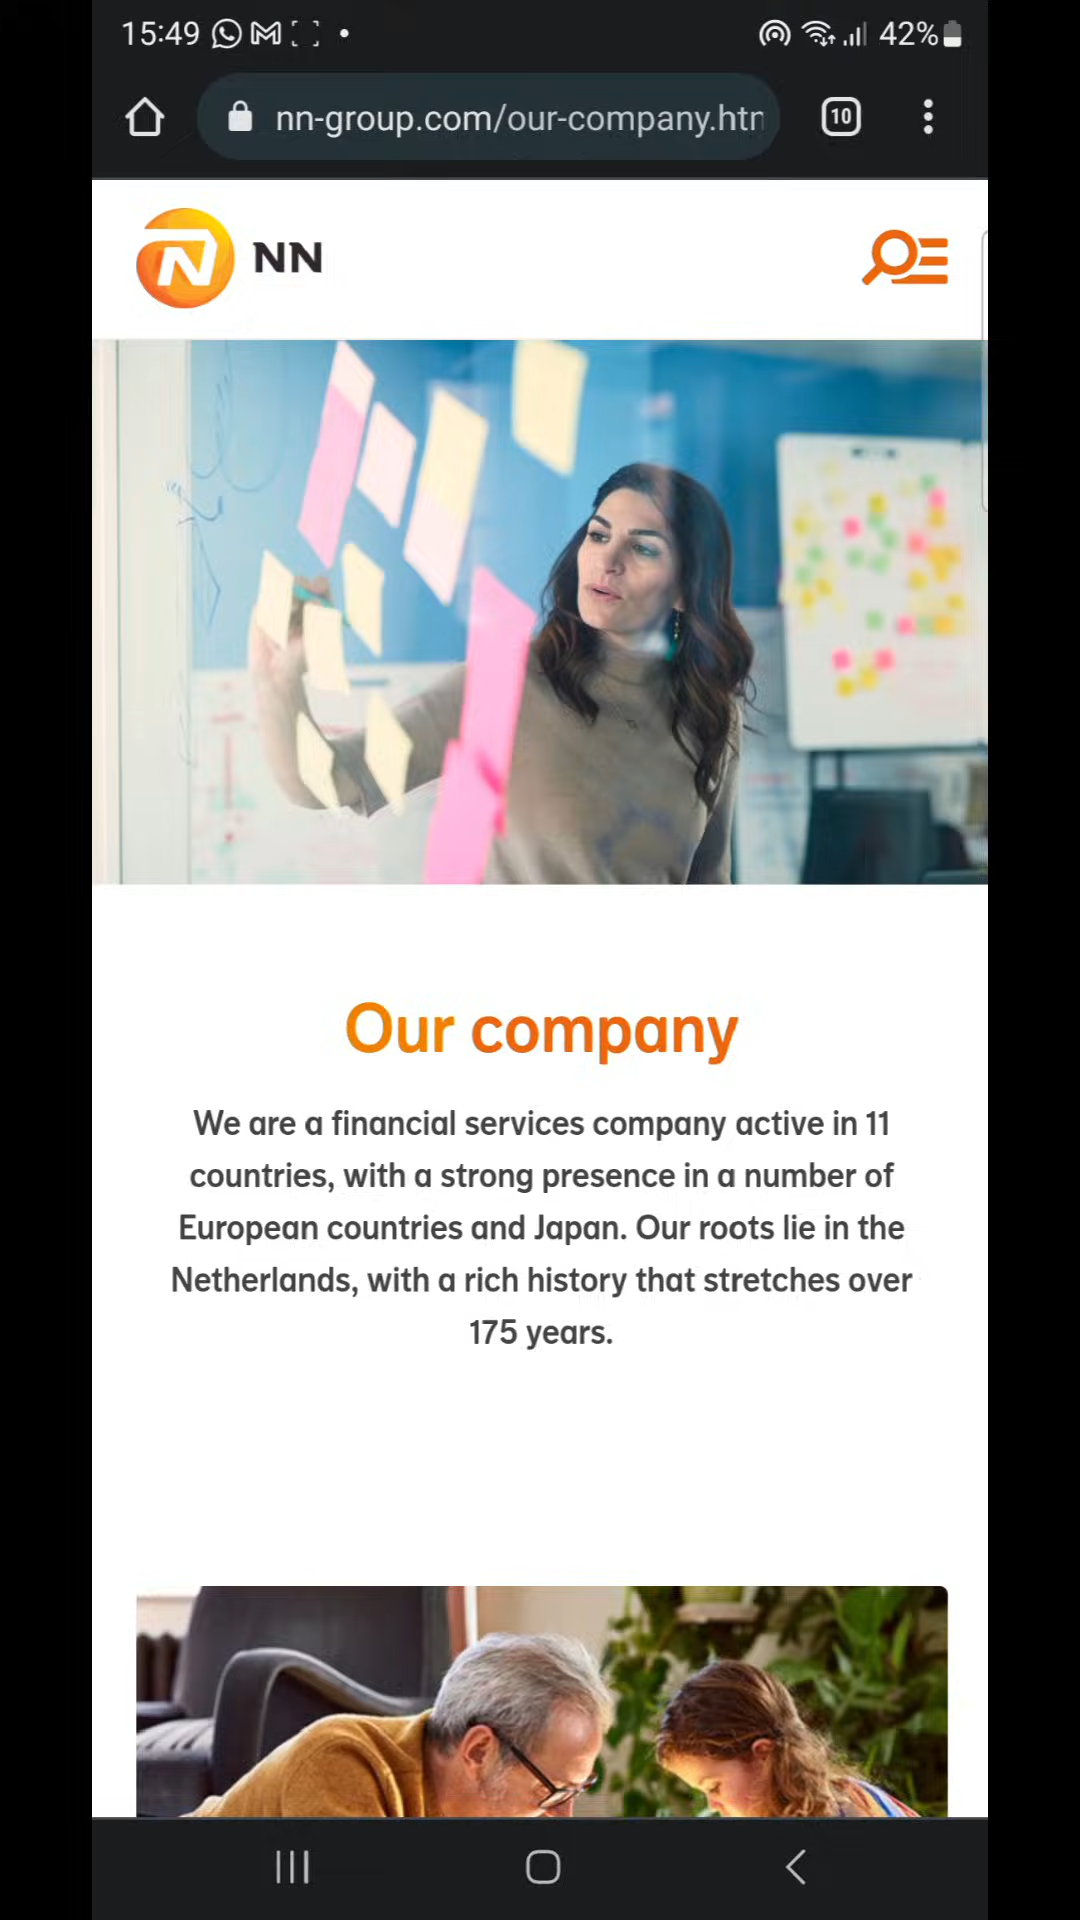 15:49 42%
nn-group.com/our-company.htm
10
NN
Our company
We are a financial services company active in 11
countries, with a strong presence in a number of
European countries and Japan. Our roots lie in the
Netherlands, with a rich history that stretches over
175 years.